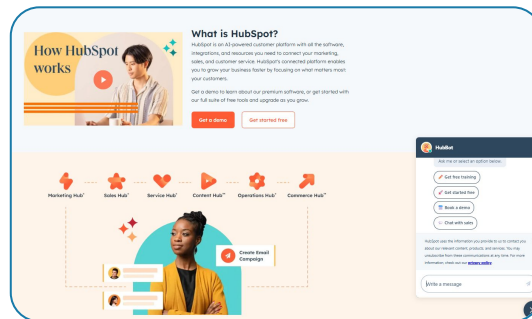 How HubSpot
works
What is HubSpot?
HubSpot is an AI-powered customer platform with all the software,
integrations, and resources you need to connect your marketing,
sales, and customer service. HubSpot's connected platform enables
you to grow your business faster by focusing on what matters most
your customers.
Get a demo to learn about our premium software, or get started with
our full suite of free tools and upgrade as you grow.
Get a demo
Get started free
Marketing Hub™
Sales Hub™
Service Hub™
Content Hub™
Operations Hub™
Commerce Hub™
Create Email
Campaign
HubBot
Ask me or select an option below.
Get free training
Get started free
Book a demo
Chat with sales
HubSpot uses the information you provide to us to contact you
about our relevant content, products, and services. You may
unsubscribe from these communications at any time. For more
information, check out our privacy policy.
Write a message